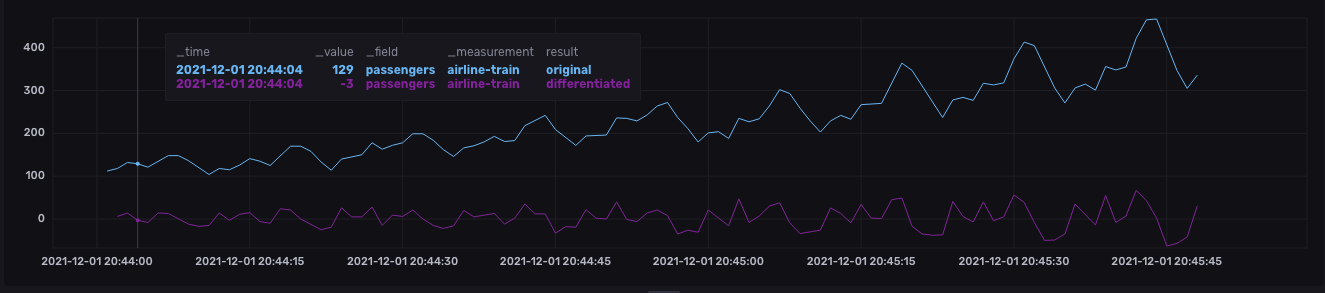 400
300
200
100
0
_time _value _field _measurement result
2021-12-01 20:44:04 129 passengers airline-train original
2021-12-01 20:44:04 -3 passengers airline-train differentiated
2021-12-01 20:44:00 2021-12-01 20:44:15 2021-12-01 20:44:30 2021-12-01 20:44:45 2021-12-01 20:45:00 2021-12-01 20:45:15 2021-12-01 20:45:30 2021-12-01 20:45:45